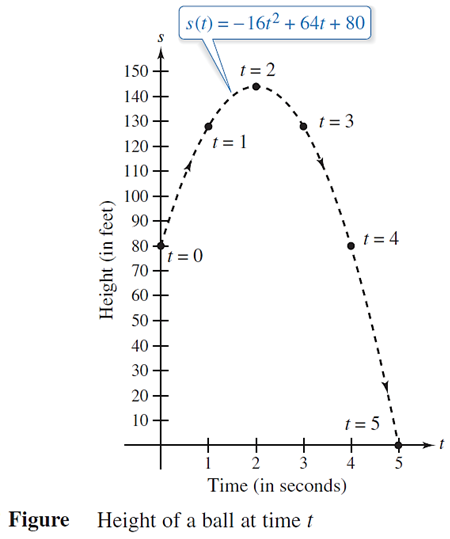 s(t) = −16t² + 64t + 80
s
150
140
130
120
110
100
90
80
70
60
50
40
30
20
10
Height (in feet)
t = 0
t = 1
t = 2
t = 3
t = 4
t = 5
t
1 2 3 4 5
Time (in seconds)
Figure Height of a ball at time t